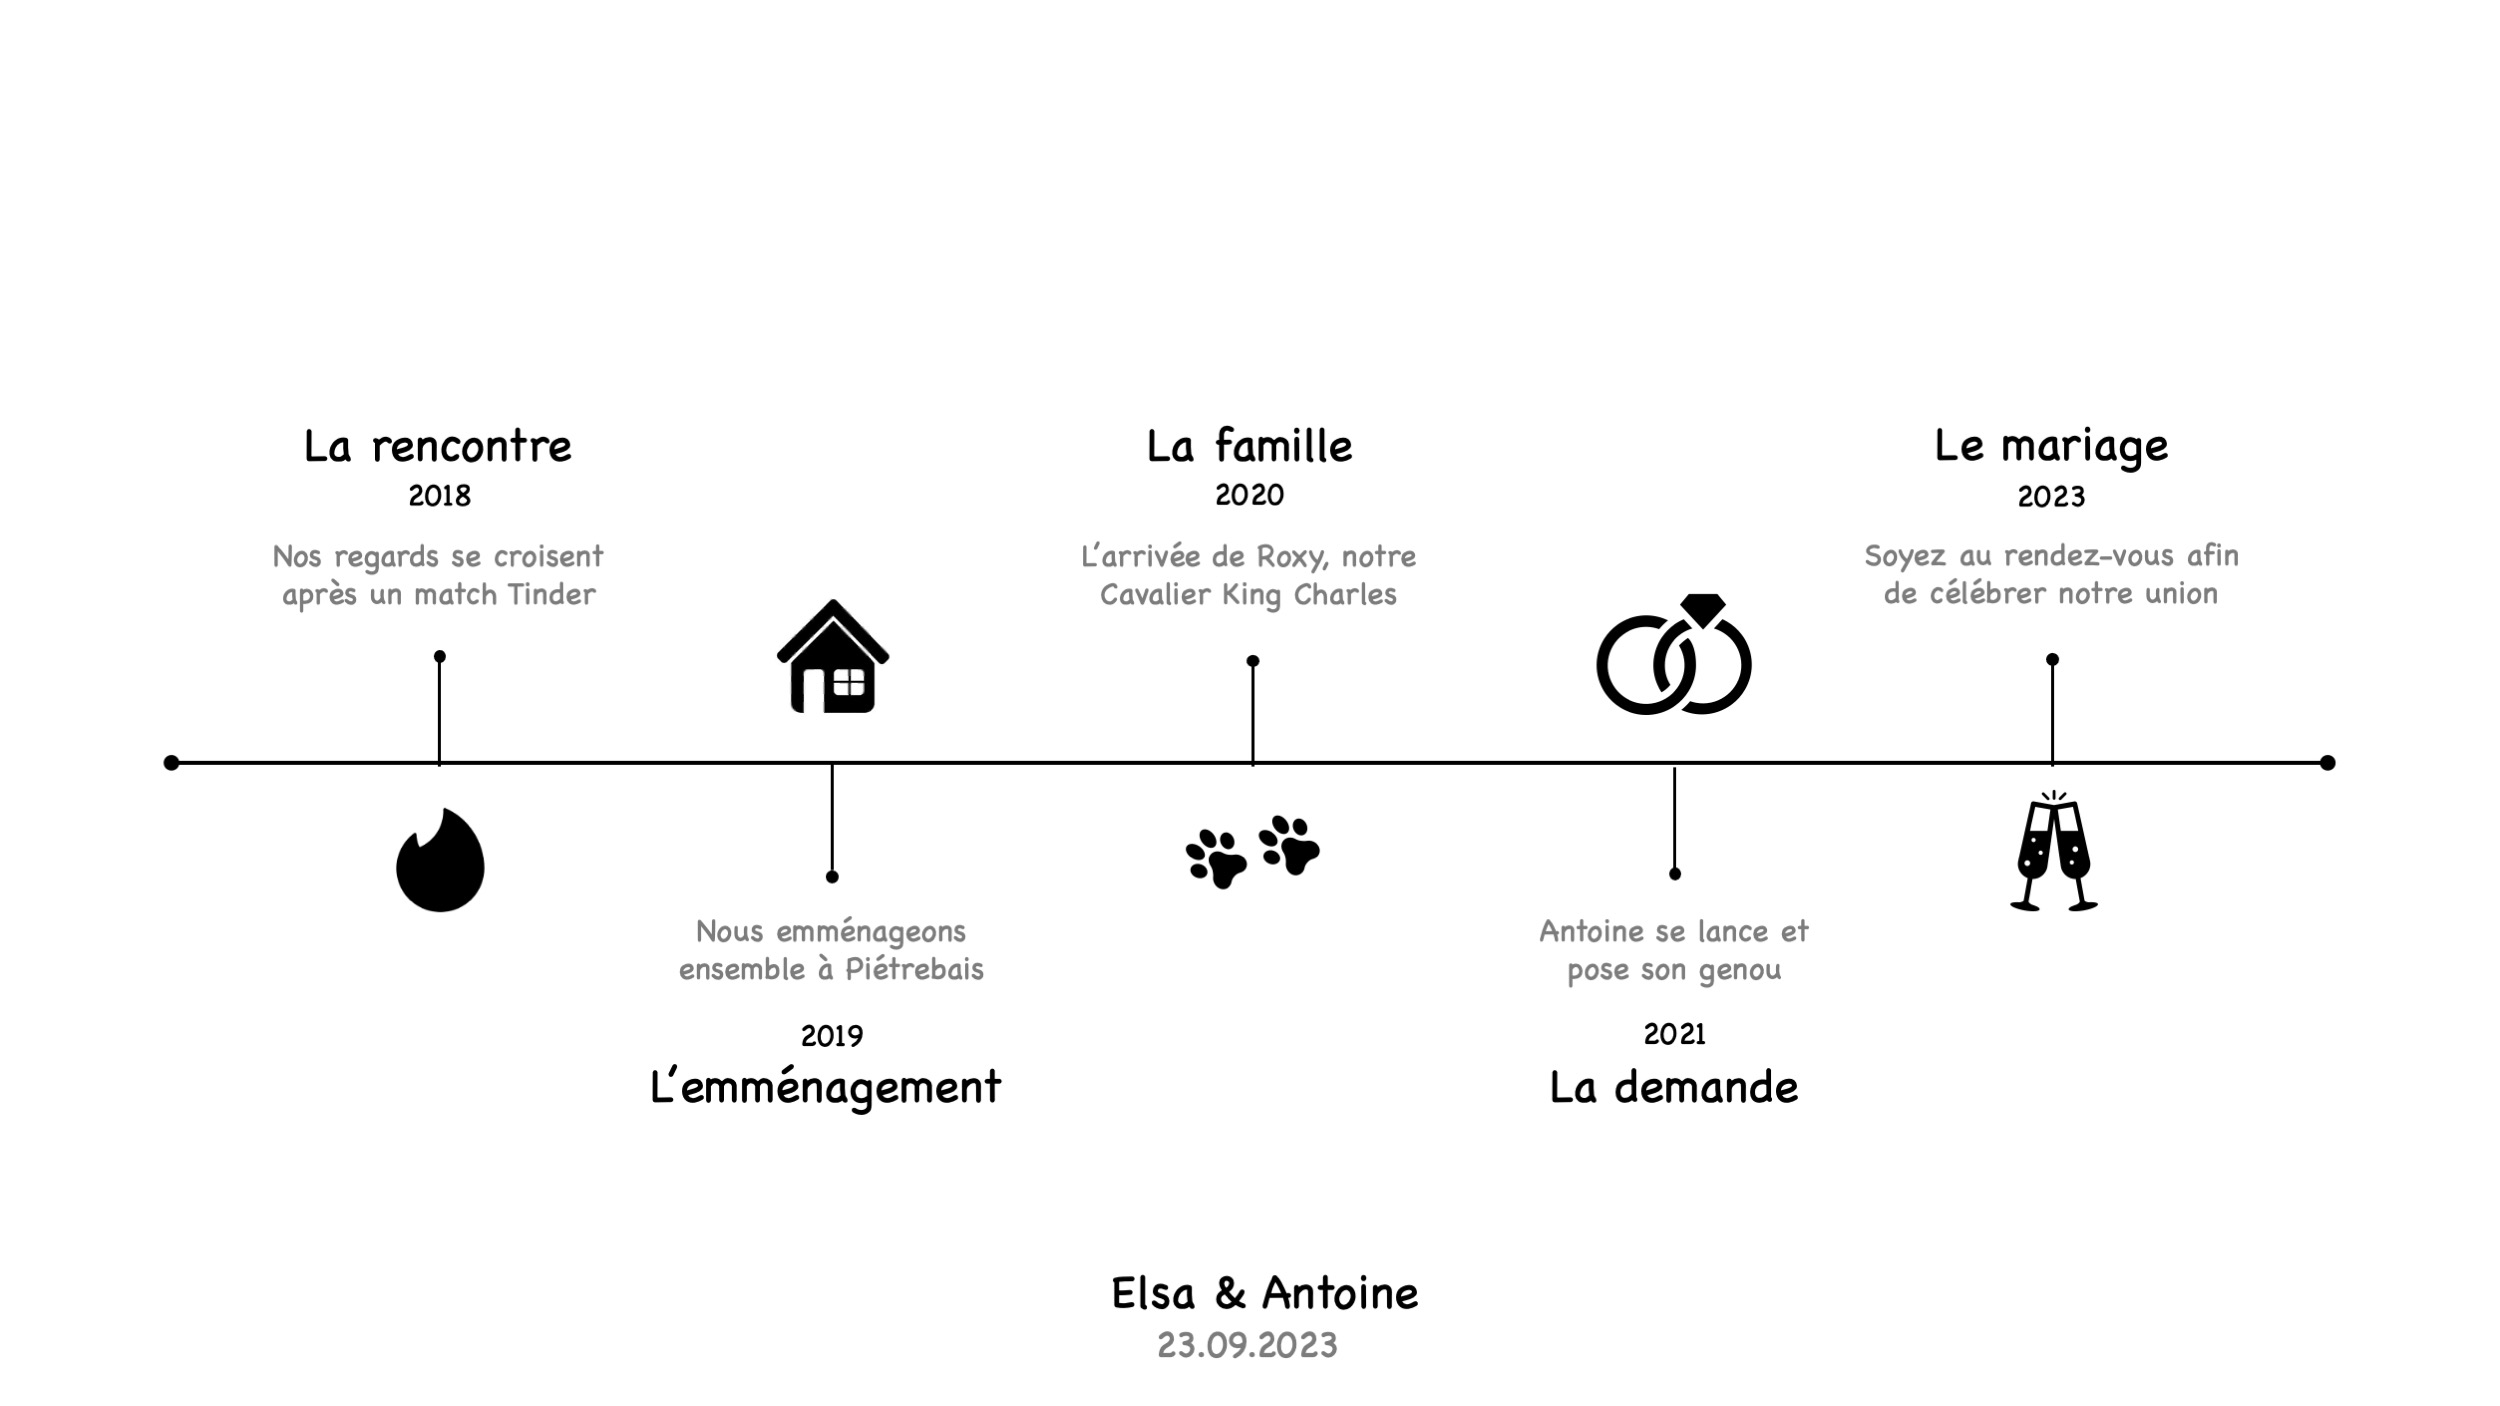 La rencontre
2018
Nos regards se croisent
après un match Tinder
Nous emménageons
ensemble à Piétrebais
2019
L'emménagement
La famille
2020
L'arrivée de Roxy, notre
Cavalier King Charles
Antoine se lance et
pose son genou
2021
La demande
Le mariage
2023
Soyez au rendez-vous afin
de célébrer notre union
Elsa & Antoine
23.09.2023